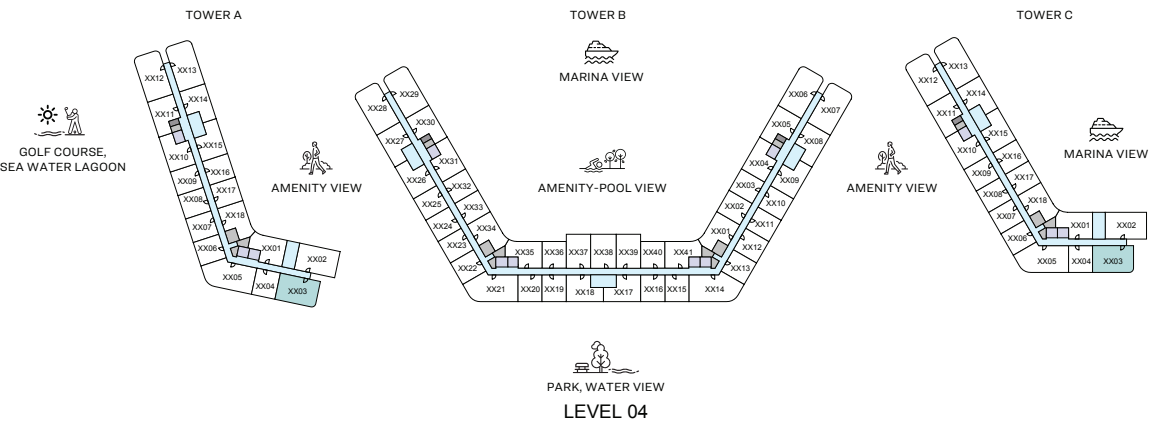 TOWER A
TOWER B
TOWER C
MARINA VIEW
GOLF COURSE,
SEA WATER LAGOON
AMENITY VIEW
AMENITY-POOL VIEW
AMENITY VIEW
MARINA VIEW
XX13
XX12
XX14
XX11
XX15
XX10
XX16
XX09
XX17
XX08
XX18
XX07
XX06
XX01
XX02
XX05
XX04
XX03
XX29
XX28
XX30
XX27
XX31
XX26
XX32
XX25
XX33
XX24
XX34
XX23
XX22
XX35
XX36
XX37
XX38
XX39
XX40
XX41
XX21
XX20
XX19
XX18
XX17
XX16
XX15
XX14
XX06
XX07
XX05
XX08
XX04
XX09
XX03
XX10
XX02
XX11
XX01
XX12
XX13
XX13
XX12
XX14
XX11
XX15
XX10
XX16
XX09
XX17
XX08
XX18
XX07
XX06
XX01
XX02
XX05
XX04
XX03
PARK, WATER VIEW
LEVEL 04